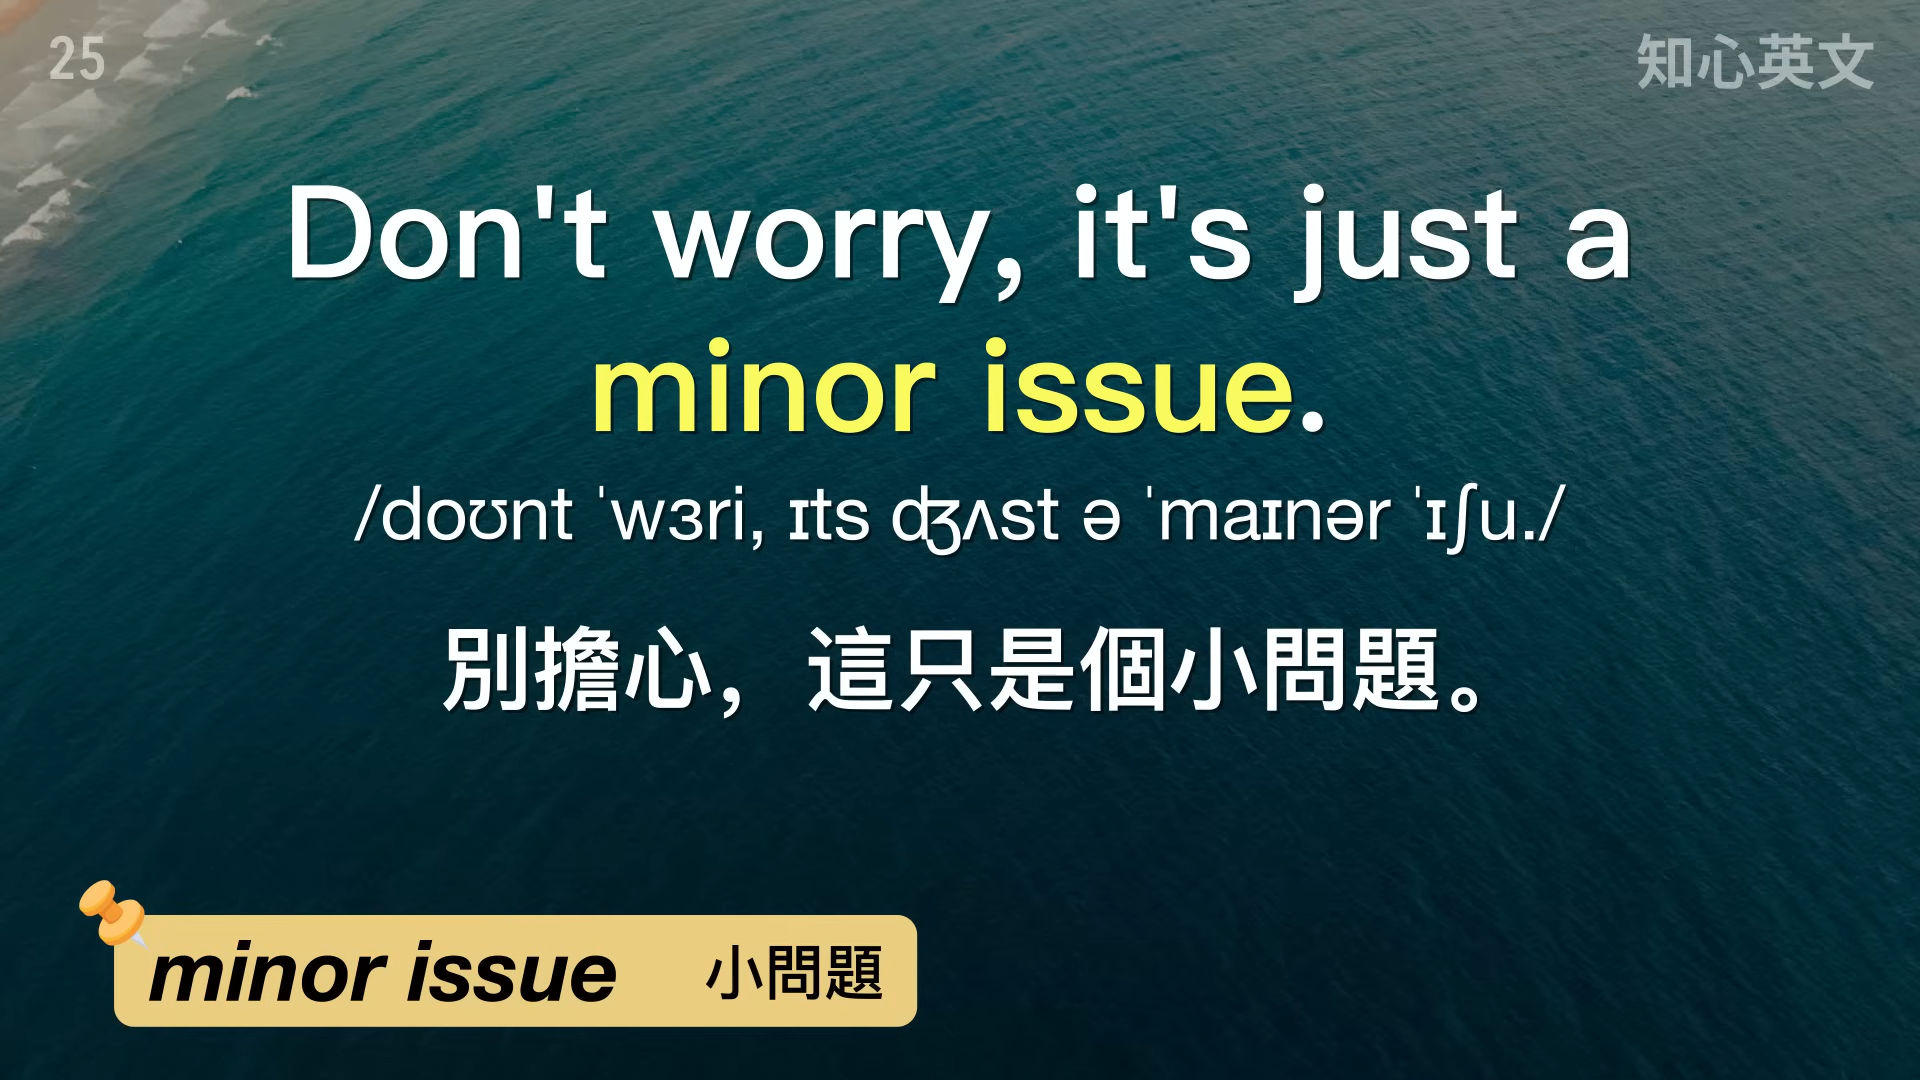 25
知心英文
Don't worry, it's just a
minor issue.
/doʊnt ˈwɜri, ɪts ʤʌst ə ˈmaɪnər ˈɪʃu./
別擔心，這只是個小問題。
minor issue 小問題